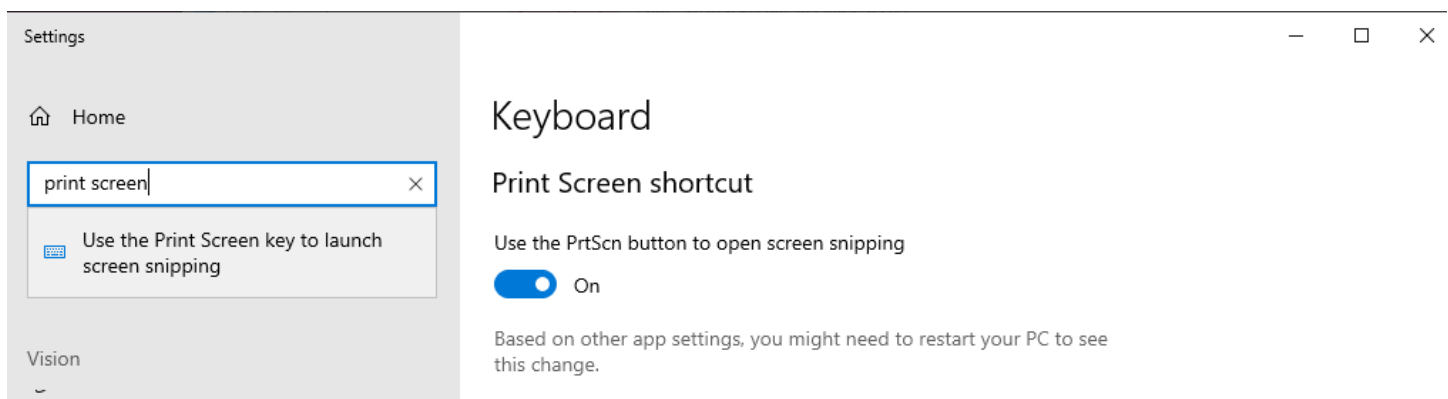 Settings
Home
print screen
Use the Print Screen key to launch
screen snipping
Vision
Keyboard
Print Screen shortcut
Use the PrtScn button to open screen snipping
On
Based on other app settings, you might need to restart your PC to see
this change.